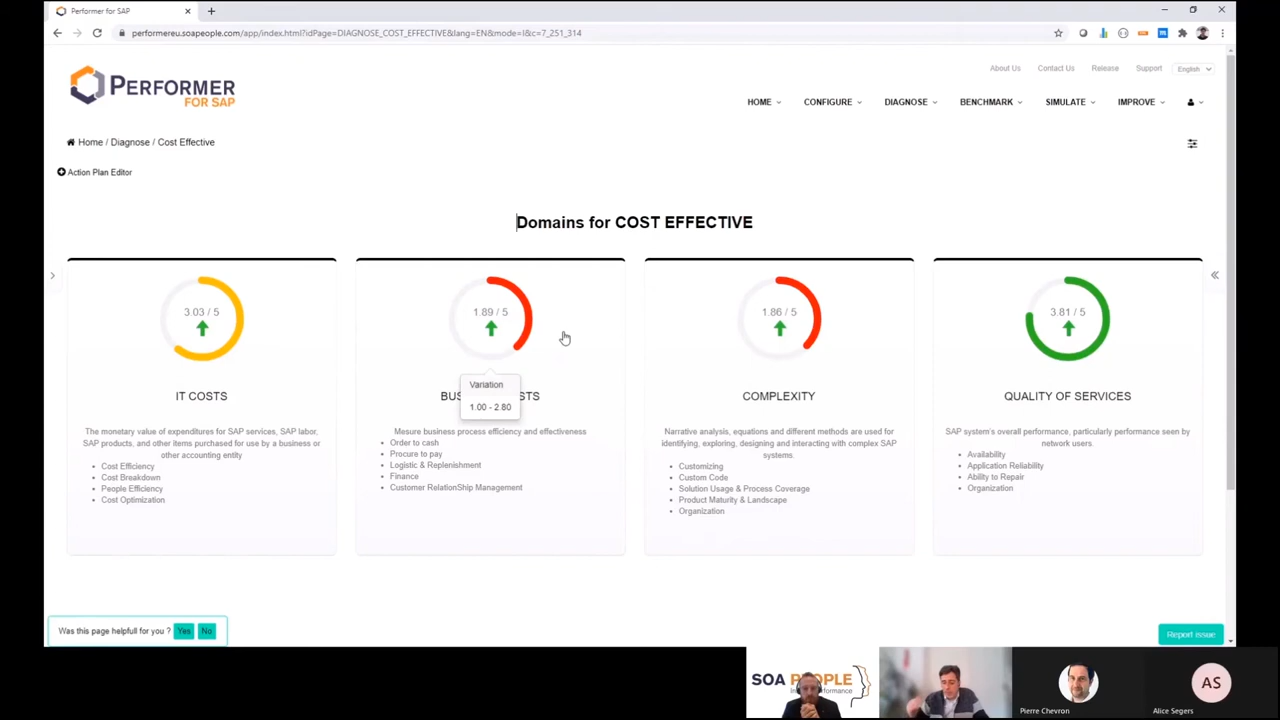 Performer for SAP
performereu.soapeople.com/app/index.html?idPage=DIAGNOSE_COST_EFFECTIVE&lang=EN&mode=I&c=7_251_314
PERFORMER
FOR SAP
About Us
Contact Us
Release
Support
English
HOME
CONFIGURE
DIAGNOSE
BENCHMARK
SIMULATE
IMPROVE
Home / Diagnose / Cost Effective
Action Plan Editor
Domains for COST EFFECTIVE
3.03 / 5
IT COSTS
The monetary value of expenditures for SAP services, SAP labor,
SAP products, and other items purchased for use by a business or
other accounting entity
Cost Efficiency
Cost Breakdown
People Efficiency
Cost Optimization
1.89 / 5
Variation
1.00 - 2.80
Mesure business process efficiency and effectiveness
Order to cash
Procure to pay
Logistic & Replenishment
Finance
Customer RelationShip Management
1.86 / 5
COMPLEXITY
Narrative analysis, equations and different methods are used for
identifying, exploring, designing and interacting with complex SAP
systems.
Customizing
Custom Code
Solution Usage & Process Coverage
Product Maturity & Landscape
Organization
3.81 / 5
QUALITY OF SERVICES
SAP system's overall performance, particularly performance seen by
network users.
Availability
Application Reliability
Ability to Repair
Organization
Was this page helpfull for you ?
Yes
No
Report issue
SOA PEOPLE
Pierre Chevron
AS
Alice Segers